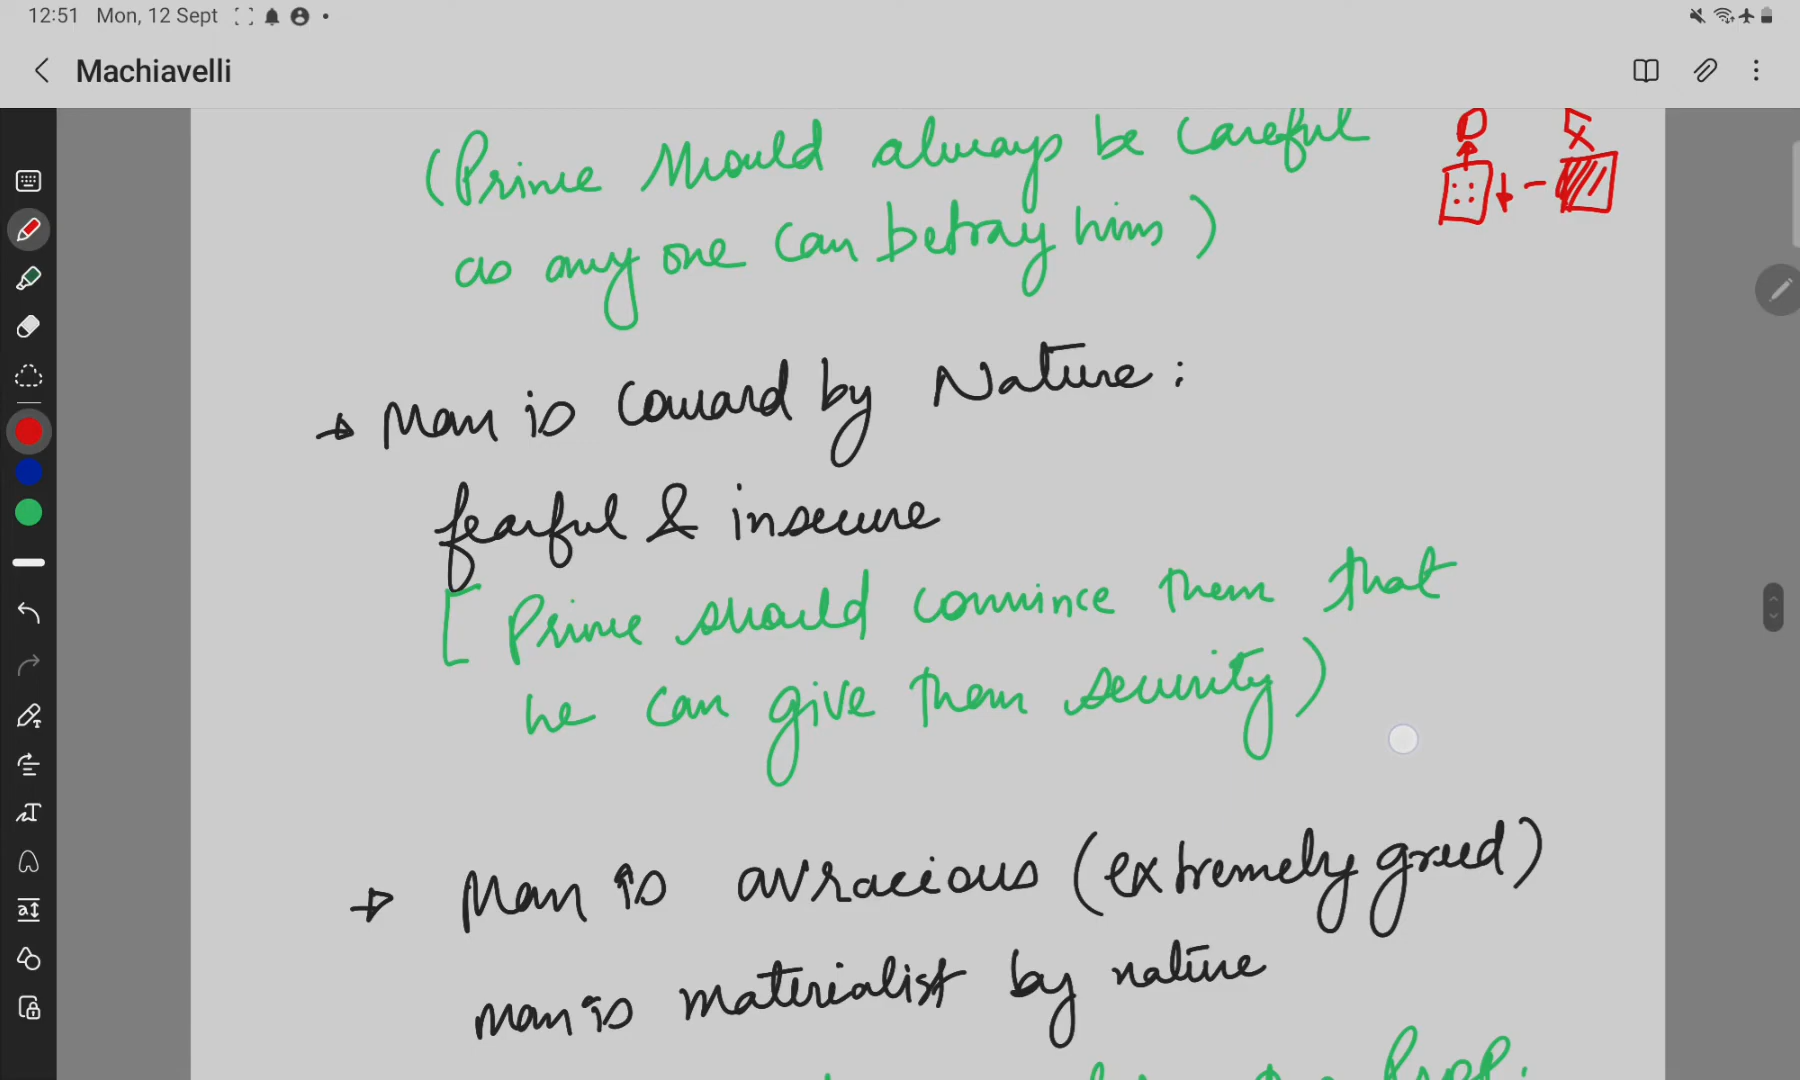 12:51 Mon, 12 Sept
Machiavelli
(Prince should always be careful
as any one can betray him)
→ Man is coward by Nature:
fearful & insecure
[Prince should convince them that
he can give them security)
→ Man is avracious (extremely greed)
man is materialist by nature
Prop.